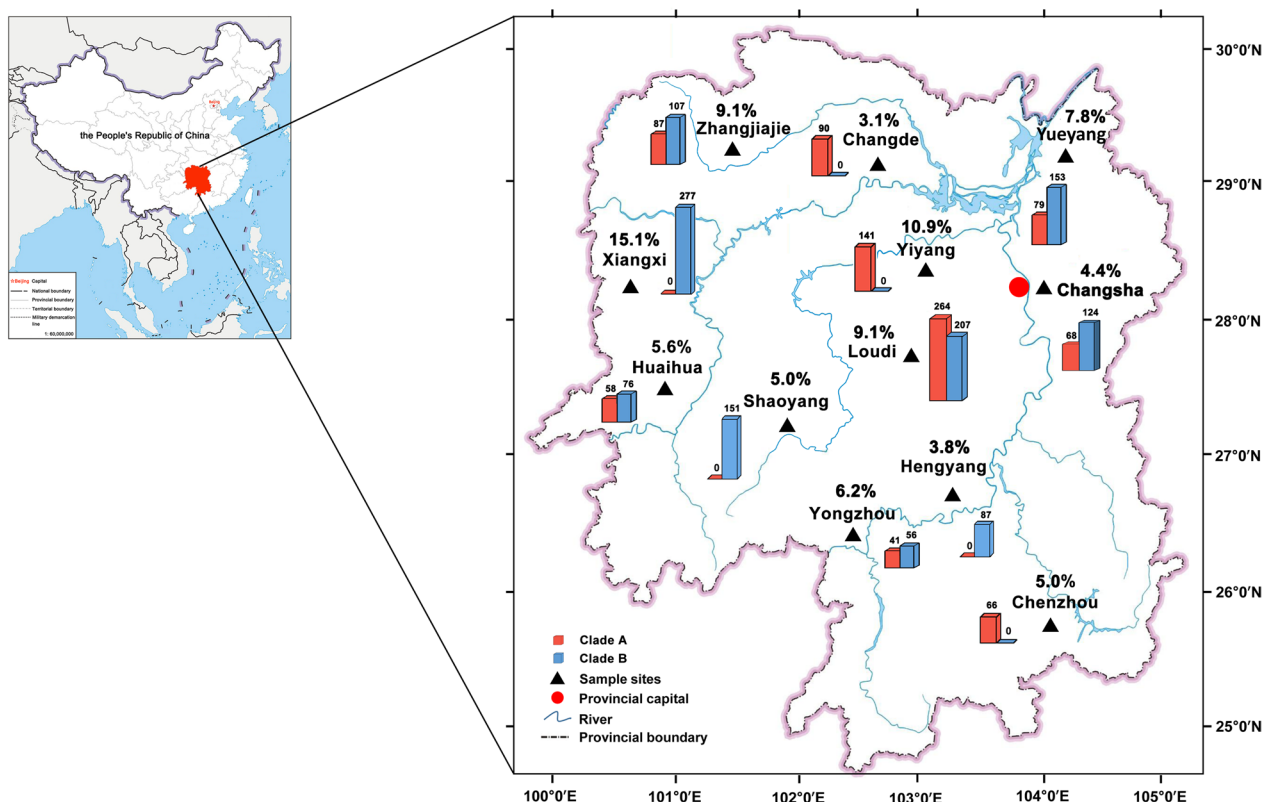 Beijing
the People's Republic of China
Beijing Capital
National boundary
Provincial boundary
Territorial boundary
Military demarcation
line
1: 60,000,000
30°0′N
29°0′N
28°0′N
27°0′N
26°0′N
25°0′N
87
107
9.1%
Zhangjiajie
90
0
3.1%
Changde
7.8%
Yueyang
79
153
15.1%
Xiangxi
0
277
141
0
10.9%
Yiyang
4.4%
Changsha
68
124
9.1%
Loudi
264
207
5.6%
Huaihua
58
76
5.0%
Shaoyang
0
151
3.8%
Hengyang
0
87
6.2%
Yongzhou
41
56
5.0%
Chenzhou
66
0
Clade A
Clade B
Sample sites
Provincial capital
River
Provincial boundary
100°0′E
101°0′E
102°0′E
103°0′E
104°0′E
105°0′E